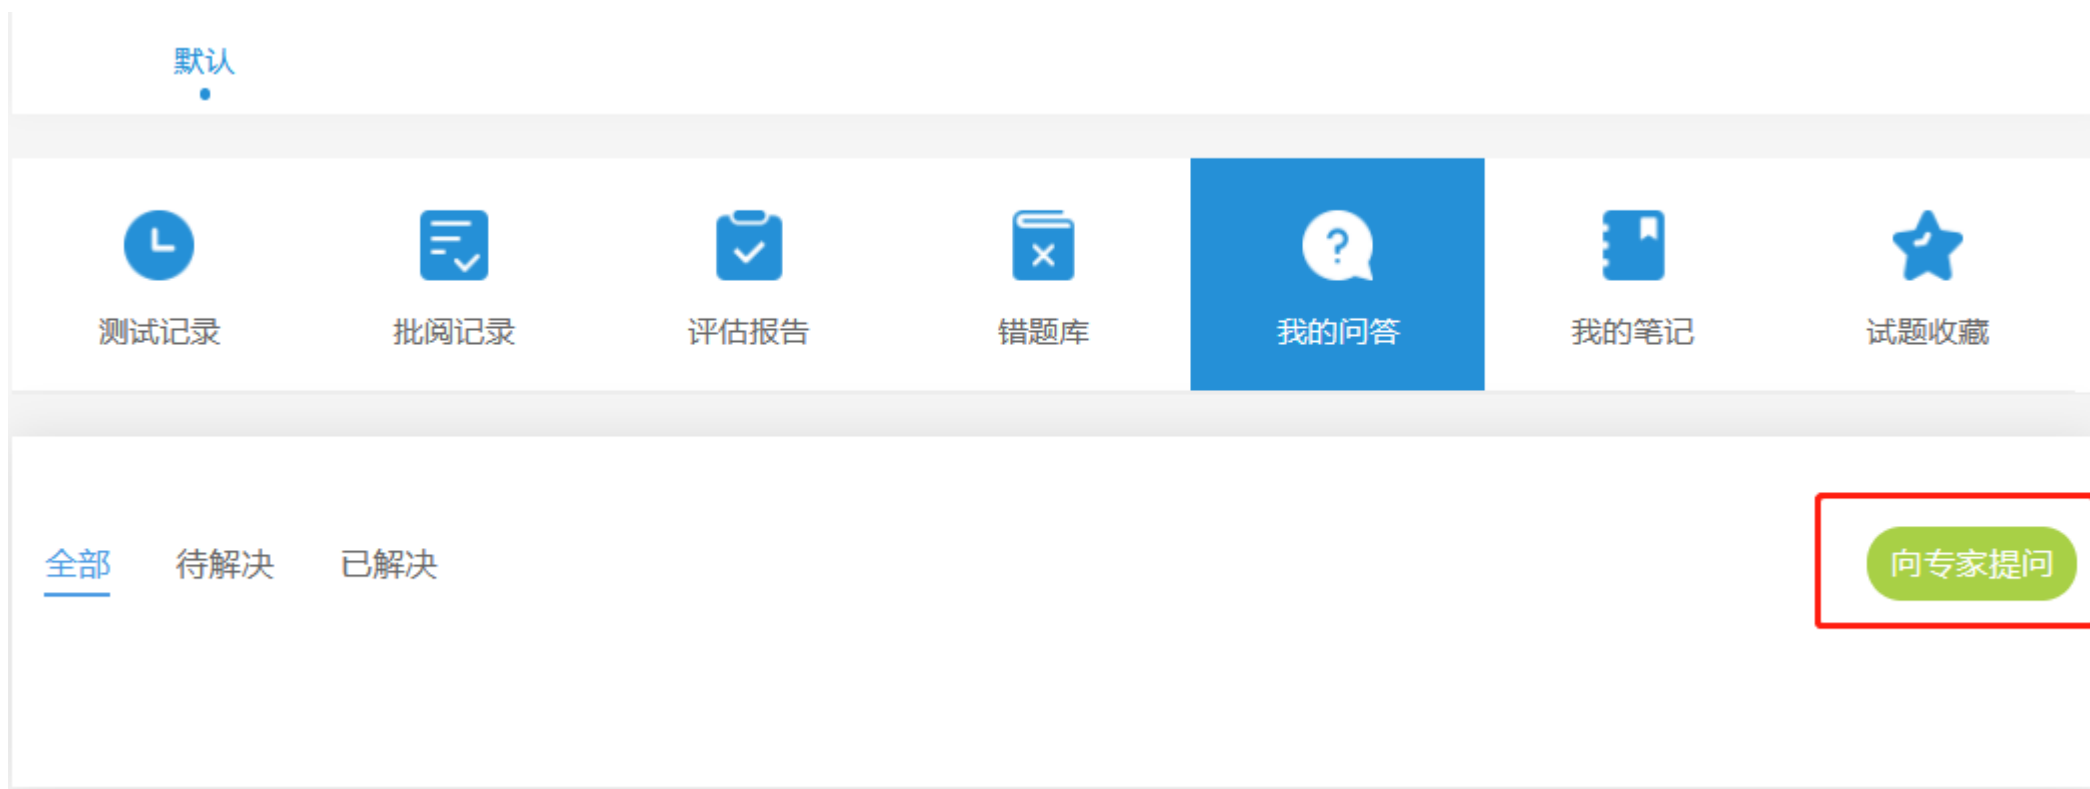 默认
测试记录 批阅记录 评估报告 错题库 我的问答 我的笔记 试题收藏
全部 待解决 已解决 向专家提问